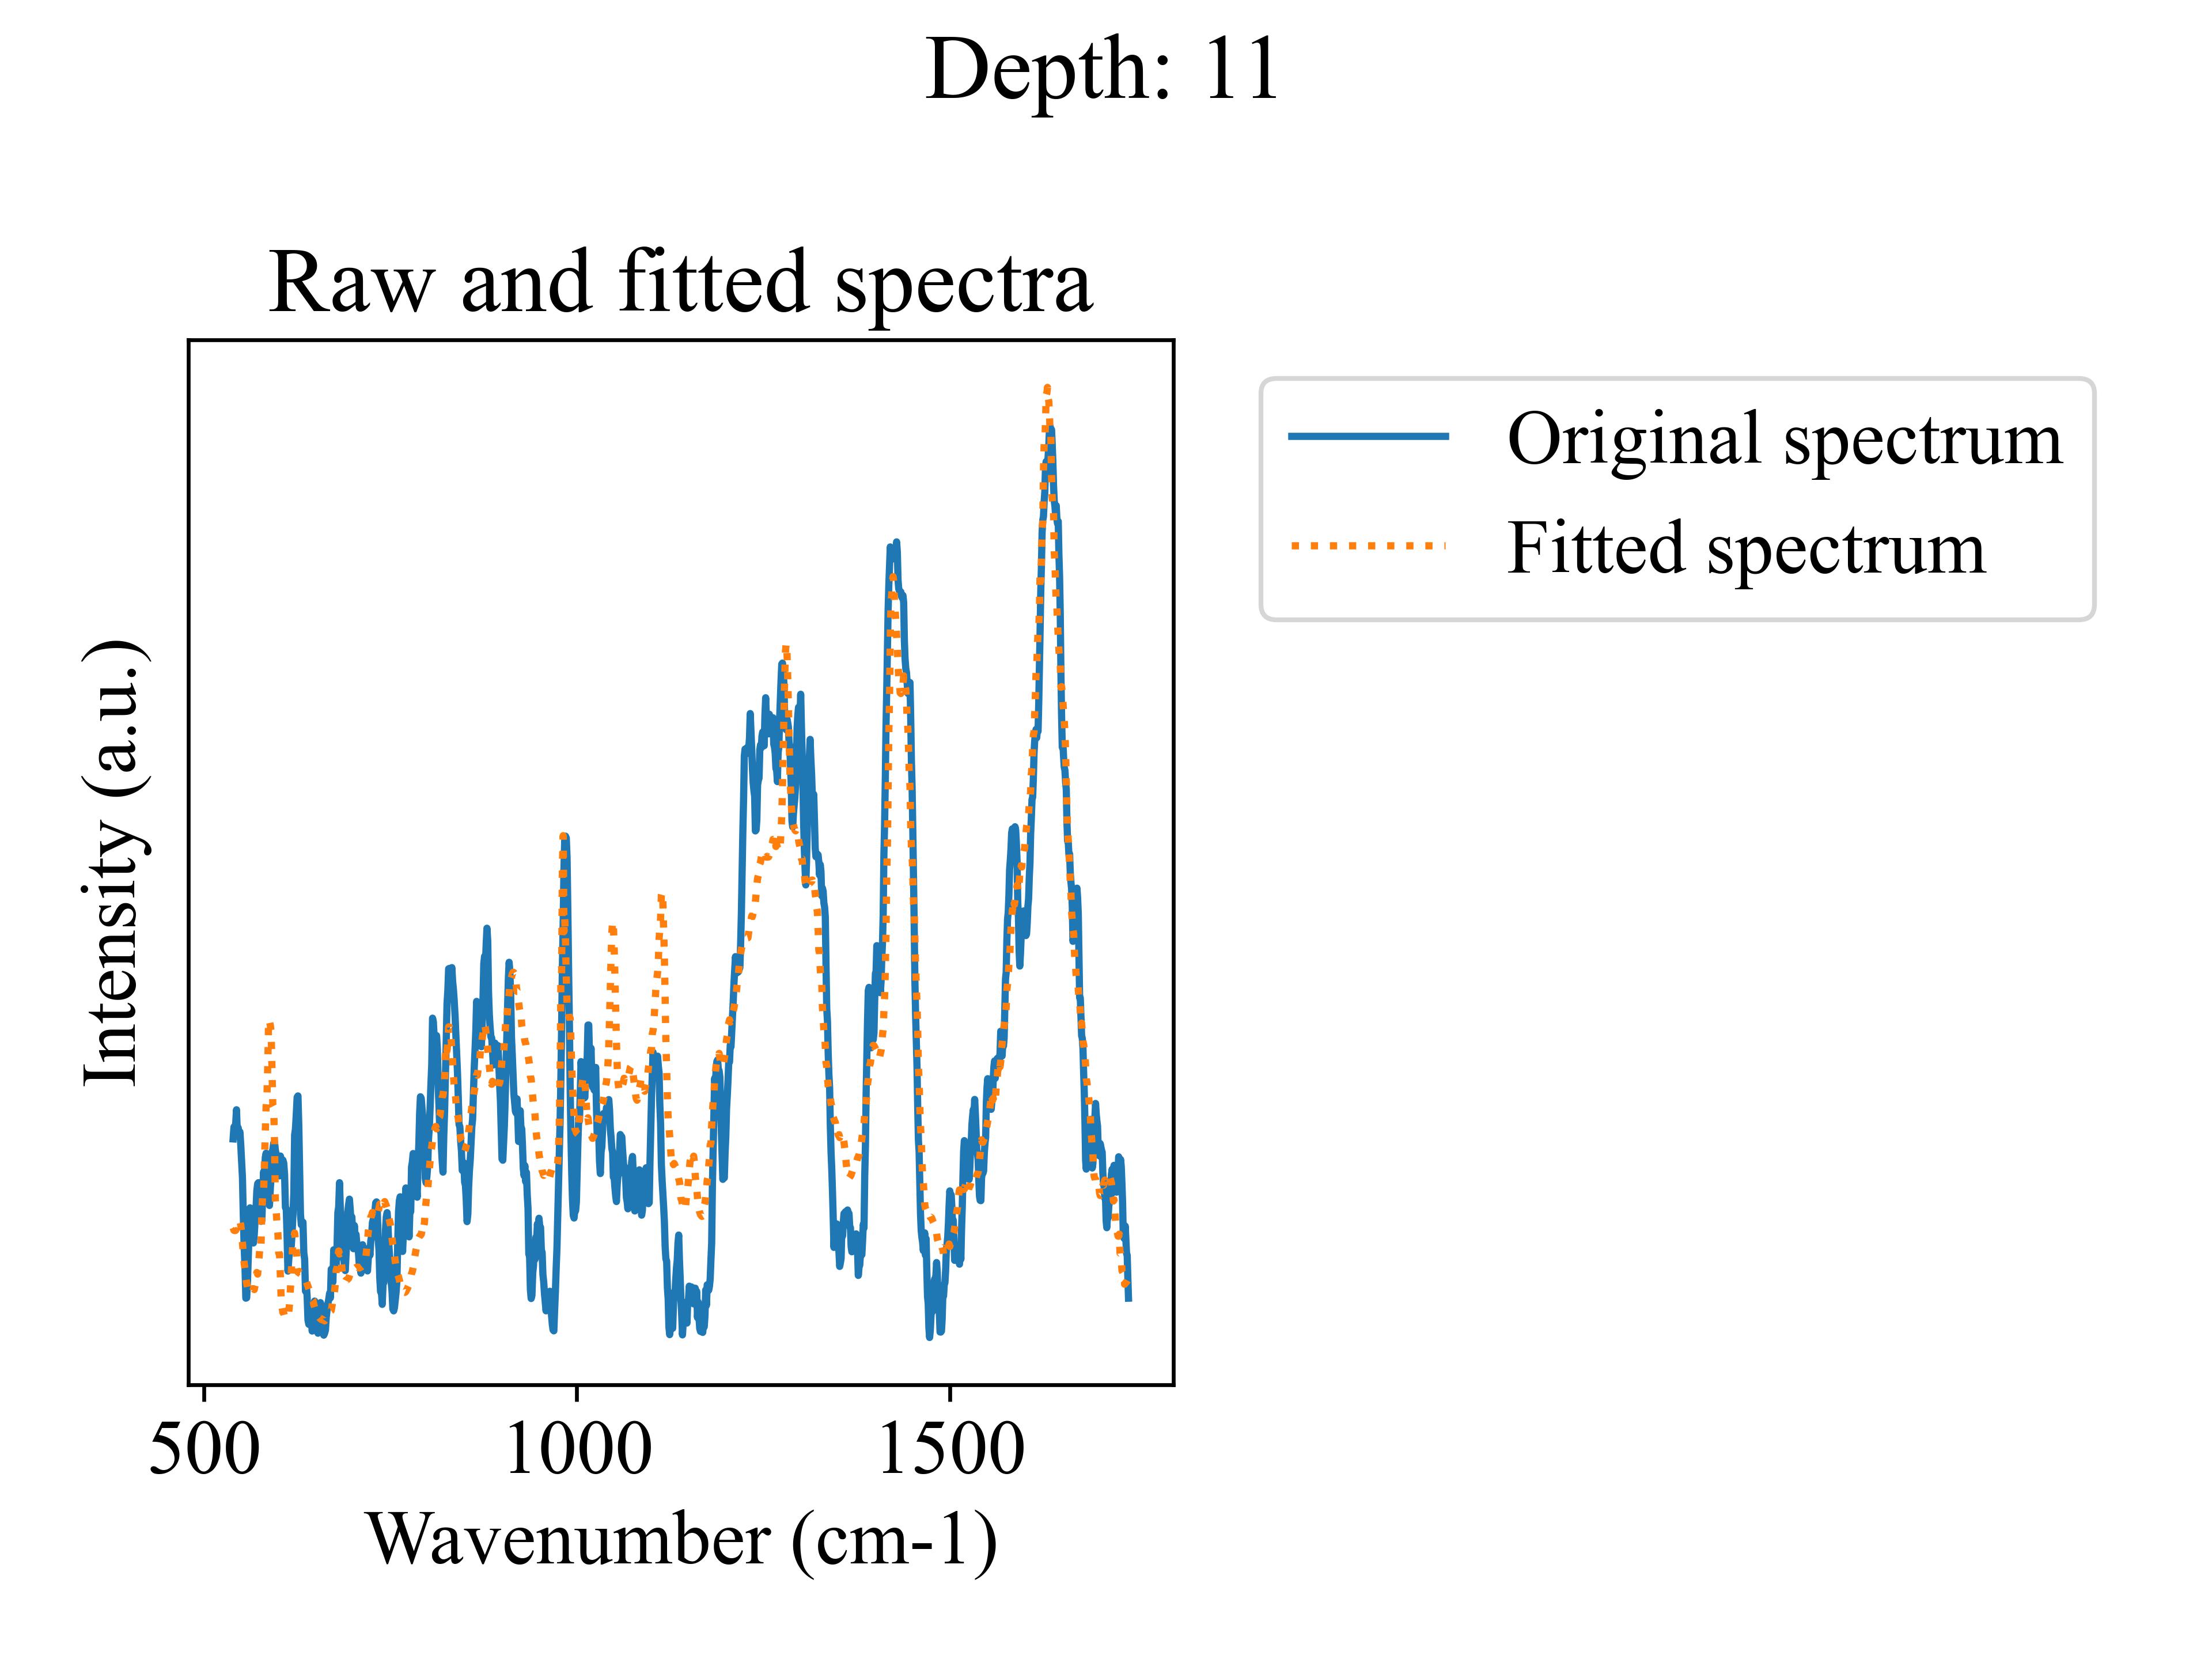 Depth: 11
Raw and fitted spectra
Original spectrum
Fitted spectrum
Intensity (a.u.)
500 1000 1500
Wavenumber (cm-1)